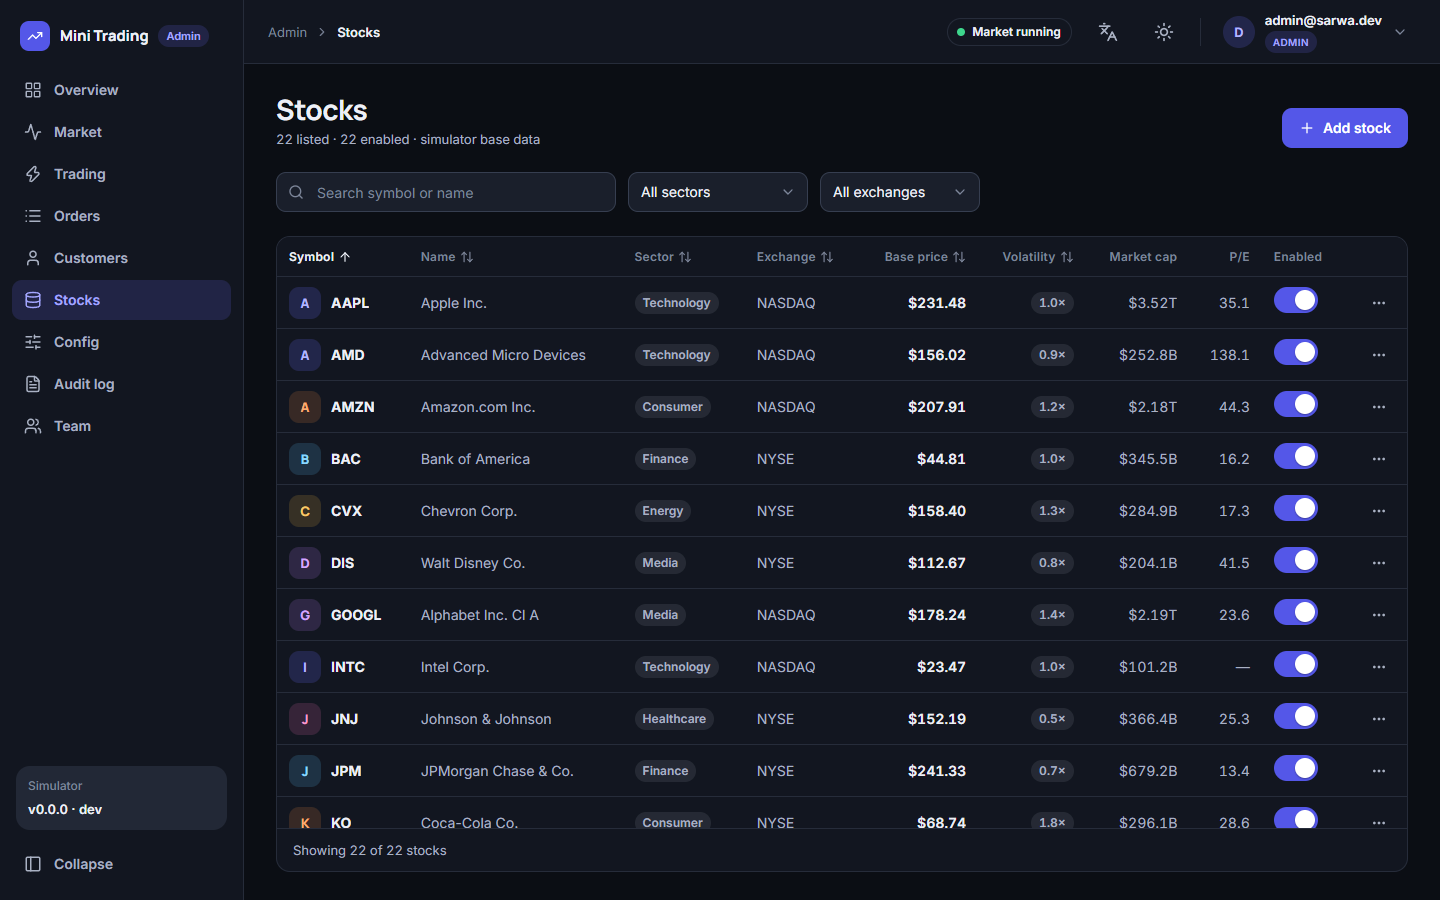 Mini Trading Admin
Overview
Market
Trading
Orders
Customers
Stocks
Config
Audit log
Team
Simulator
v0.0.0 · dev
Collapse
Admin > Stocks
Market running
D
admin@sarwa.dev
ADMIN
Stocks
22 listed · 22 enabled · simulator base data
+ Add stock
Search symbol or name
All sectors
All exchanges
Symbol ↑ Name Sector Exchange Base price Volatility Market cap P/E Enabled
A AAPL Apple Inc. Technology NASDAQ $231.48 1.0× $3.52T 35.1 ···
A AMD Advanced Micro Devices Technology NASDAQ $156.02 0.9× $252.8B 138.1 ···
A AMZN Amazon.com Inc. Consumer NASDAQ $207.91 1.2× $2.18T 44.3 ···
B BAC Bank of America Finance NYSE $44.81 1.0× $345.5B 16.2 ···
C CVX Chevron Corp. Energy NYSE $158.40 1.3× $284.9B 17.3 ···
D DIS Walt Disney Co. Media NYSE $112.67 0.8× $204.1B 41.5 ···
G GOOGL Alphabet Inc. Cl A Media NASDAQ $178.24 1.4× $2.19T 23.6 ···
I INTC Intel Corp. Technology NASDAQ $23.47 1.0× $101.2B — ···
J JNJ Johnson & Johnson Healthcare NYSE $152.19 0.5× $366.4B 25.3 ···
J JPM JPMorgan Chase & Co. Finance NYSE $241.33 0.7× $679.2B 13.4 ···
K KO Coca-Cola Co. Consumer NYSE $68.74 1.8× $296.1B 28.6 ···
Showing 22 of 22 stocks